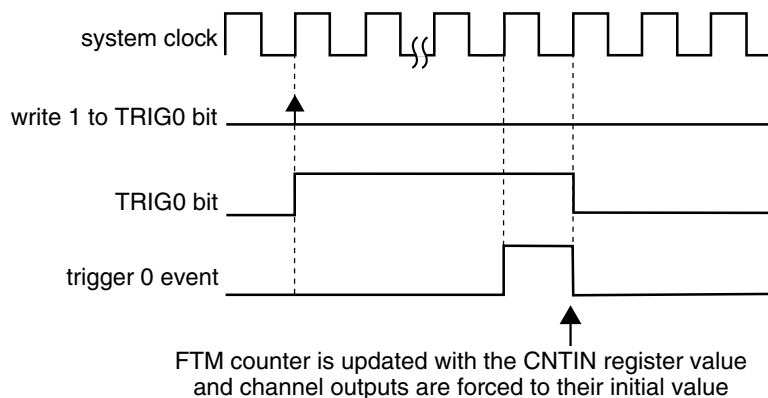 system clock
write 1 to TRIG0 bit
TRIG0 bit
trigger 0 event
FTM counter is updated with the CNTIN register value
and channel outputs are forced to their initial value